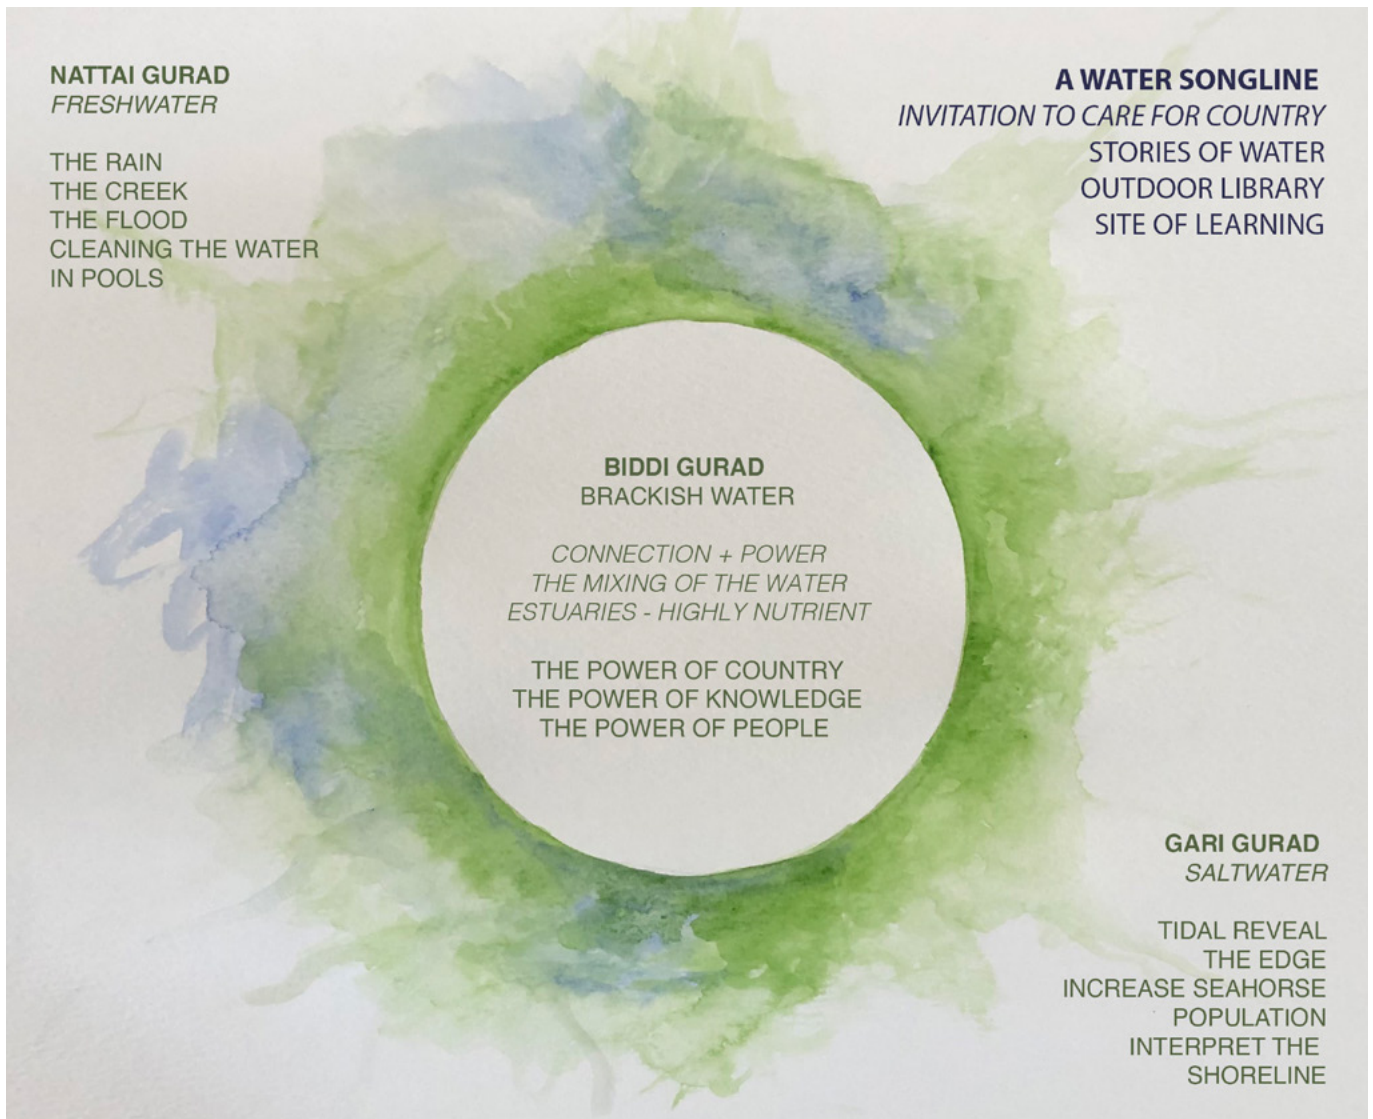 NATTAI GURAD
FRESHWATER
THE RAIN
THE CREEK
THE FLOOD
CLEANING THE WATER
IN POOLS
A WATER SONGLINE
INVITATION TO CARE FOR COUNTRY
STORIES OF WATER
OUTDOOR LIBRARY
SITE OF LEARNING
BIDDI GURAD
BRACKISH WATER
CONNECTION + POWER
THE MIXING OF THE WATER
ESTUARIES - HIGHLY NUTRIENT
THE POWER OF COUNTRY
THE POWER OF KNOWLEDGE
THE POWER OF PEOPLE
GARI GURAD
SALTWATER
TIDAL REVEAL
THE EDGE
INCREASE SEAHORSE
POPULATION
INTERPRET THE
SHORELINE